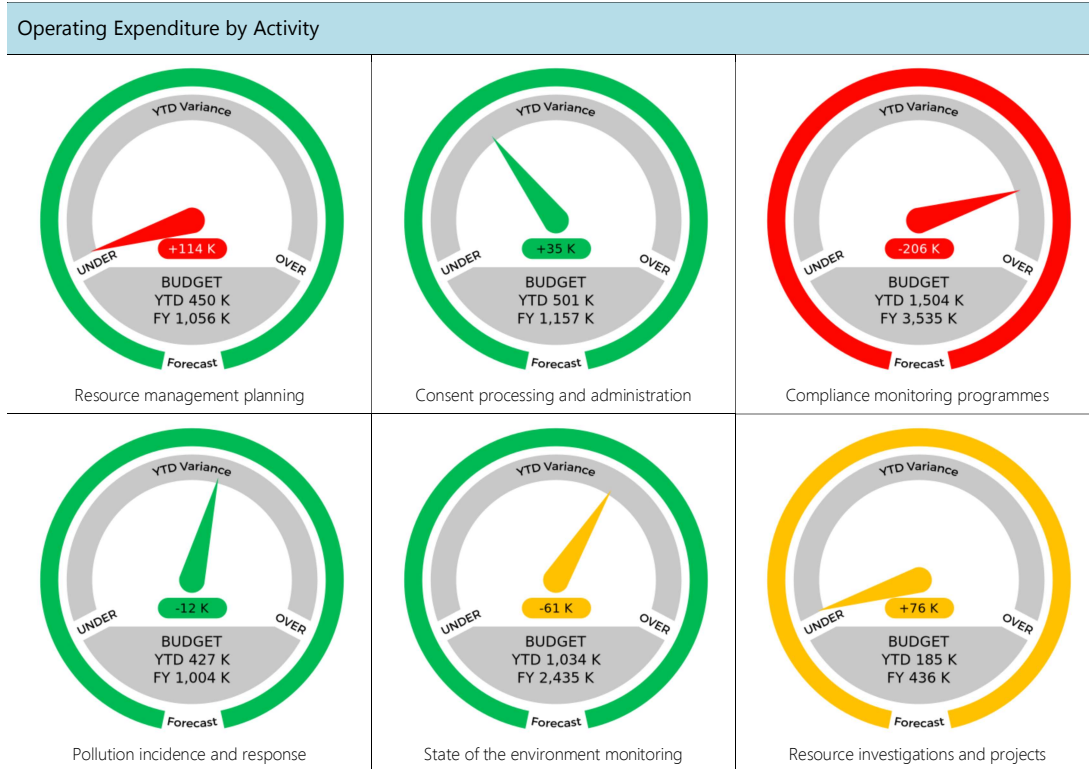 Operating Expenditure by Activity
YTD Variance
+114 K
UNDER
OVER
BUDGET
YTD 450 K
FY 1,056 K
Forecast
Resource management planning
YTD Variance
+35 K
UNDER
OVER
BUDGET
YTD 501 K
FY 1,157 K
Forecast
Consent processing and administration
YTD Variance
-206 K
UNDER
OVER
BUDGET
YTD 1,504 K
FY 3,535 K
Forecast
Compliance monitoring programmes
YTD Variance
-12 K
UNDER
OVER
BUDGET
YTD 427 K
FY 1,004 K
Forecast
Pollution incidence and response
YTD Variance
-61 K
UNDER
OVER
BUDGET
YTD 1,034 K
FY 2,435 K
Forecast
State of the environment monitoring
YTD Variance
+76 K
UNDER
OVER
BUDGET
YTD 185 K
FY 436 K
Forecast
Resource investigations and projects